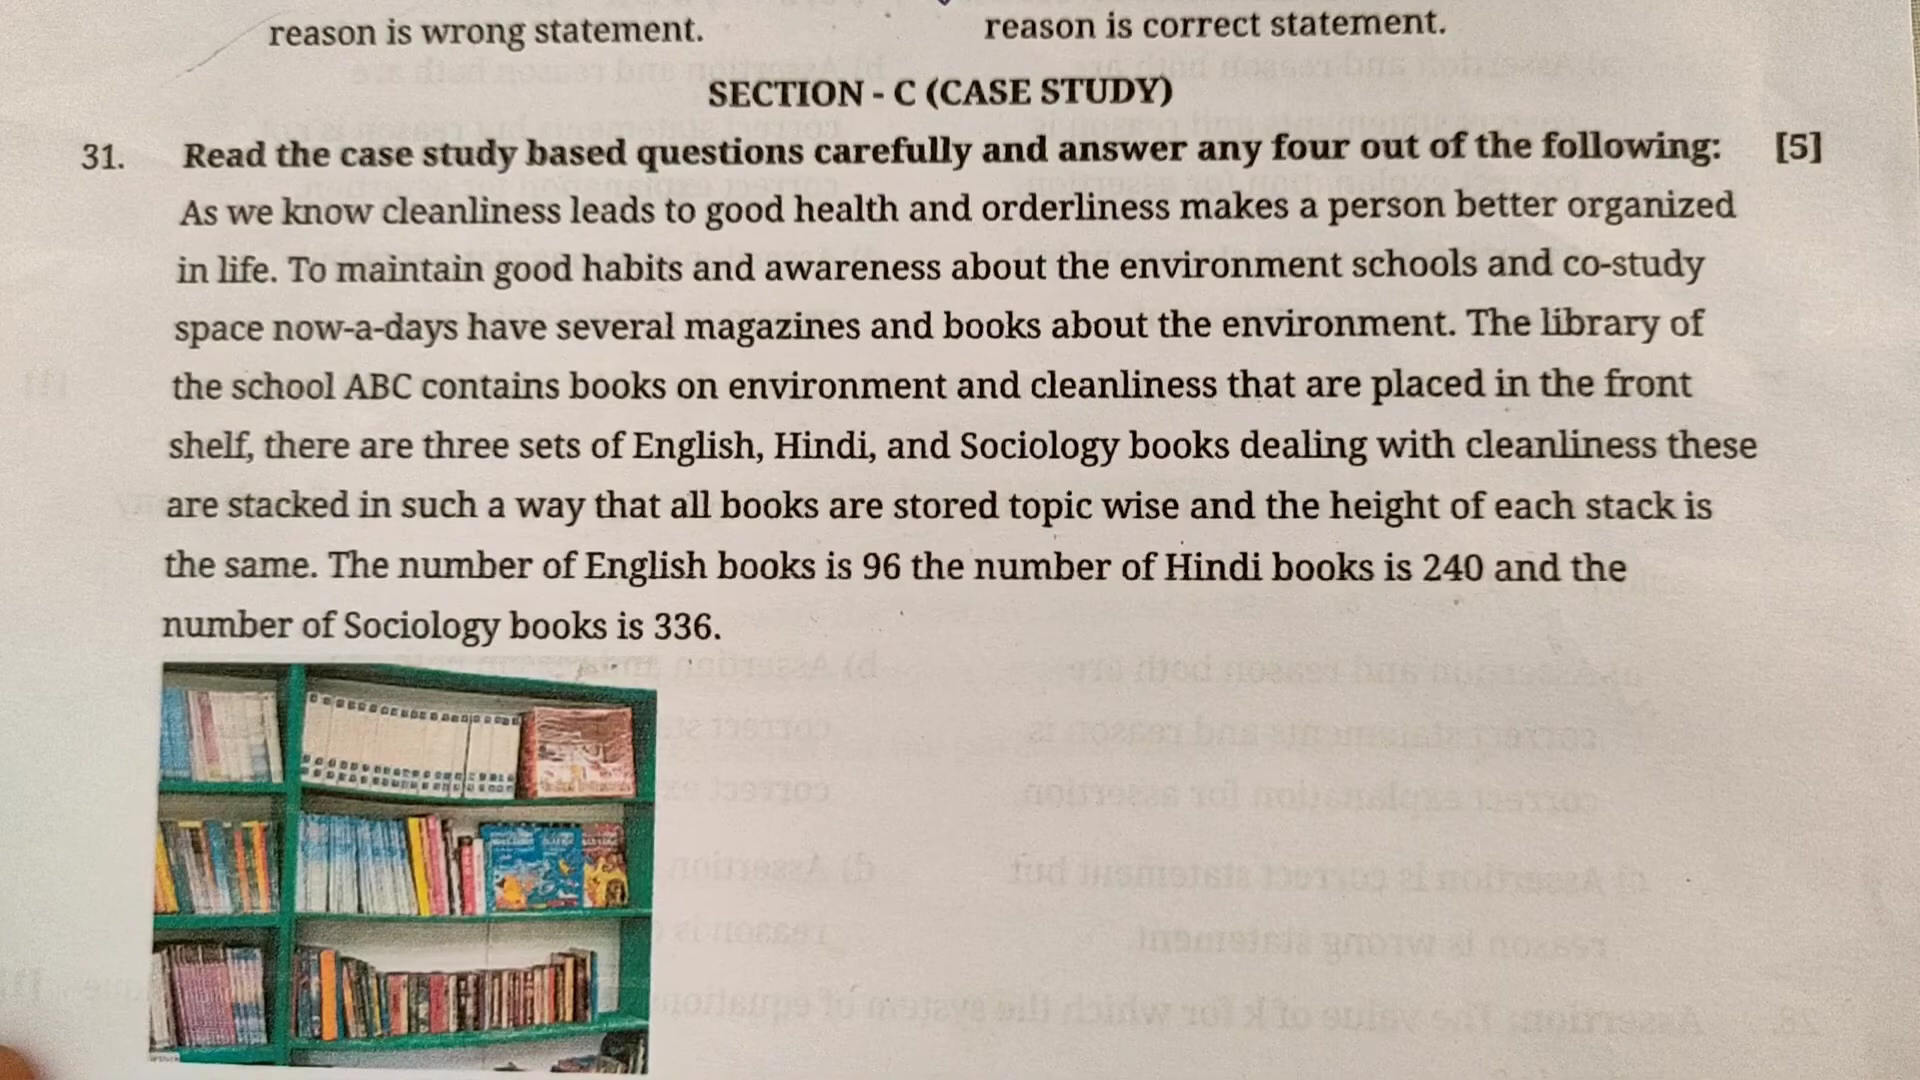 reason is wrong statement. reason is correct statement.
SECTION - C (CASE STUDY)
31. Read the case study based questions carefully and answer any four out of the following: [5]
As we know cleanliness leads to good health and orderliness makes a person better organized
in life. To maintain good habits and awareness about the environment schools and co-study
space now-a-days have several magazines and books about the environment. The library of
the school ABC contains books on environment and cleanliness that are placed in the front
shelf, there are three sets of English, Hindi, and Sociology books dealing with cleanliness these
are stacked in such a way that all books are stored topic wise and the height of each stack is
the same. The number of English books is 96 the number of Hindi books is 240 and the
number of Sociology books is 336.